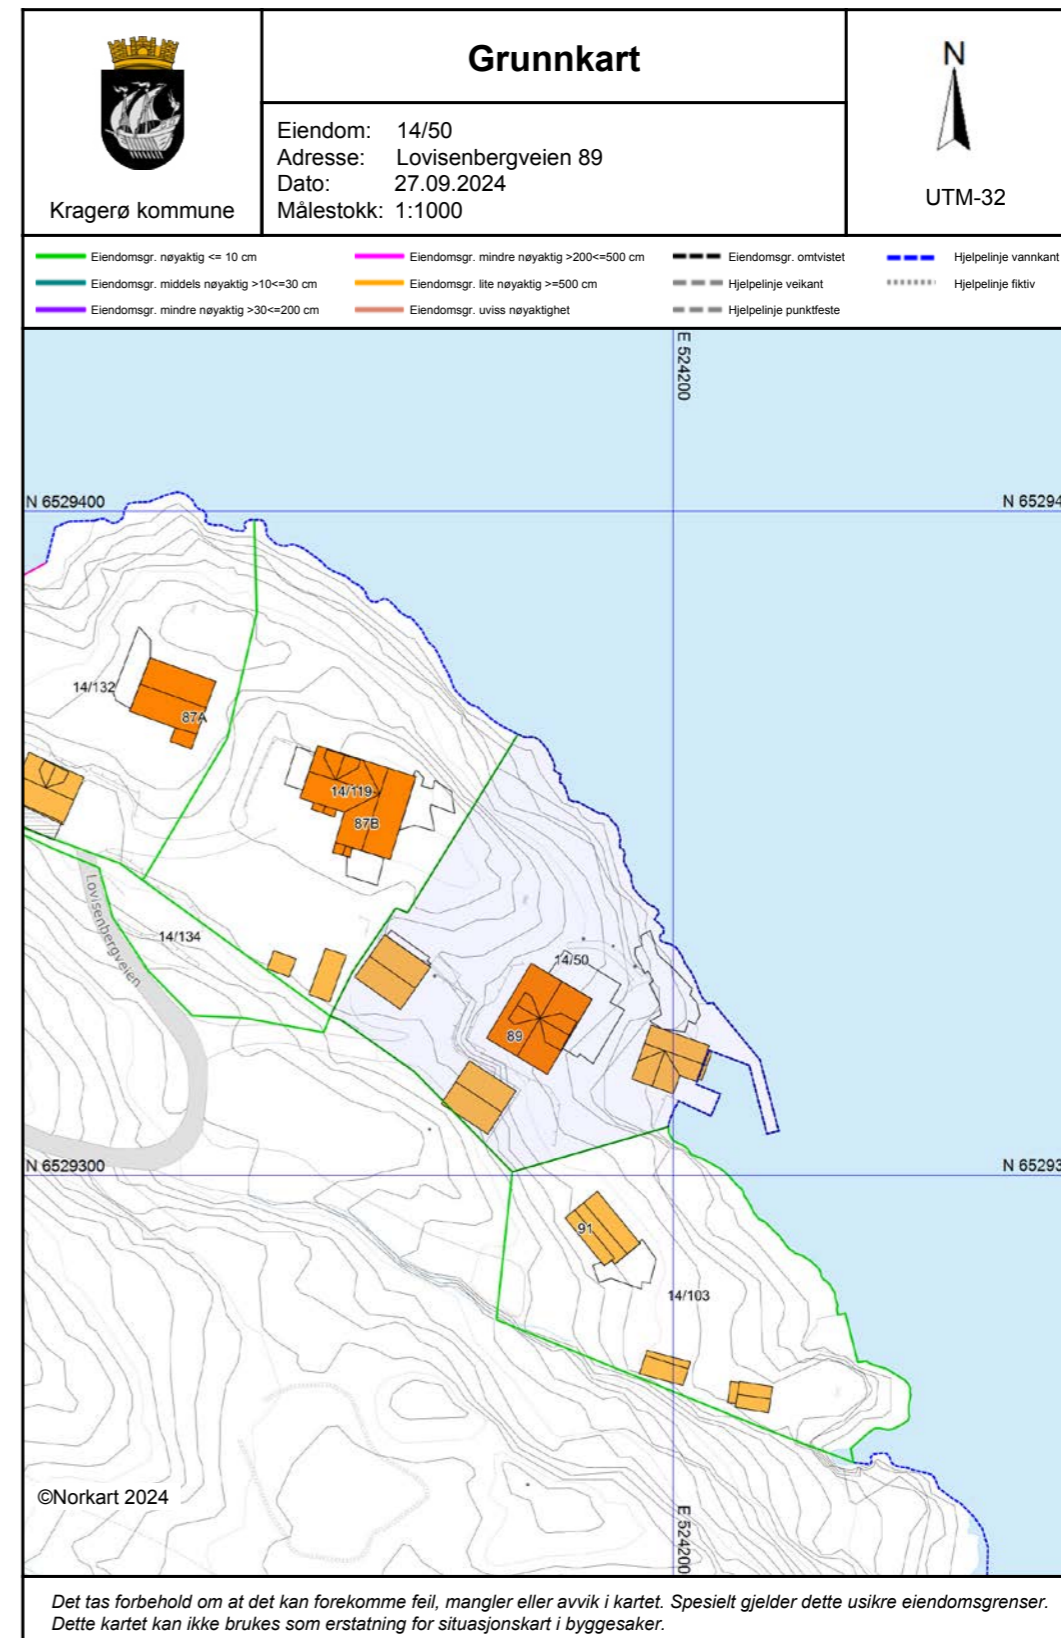 Kragerø kommune
Grunnkart
Eiendom: 14/50
Adresse: Lovisenbergveien 89
Dato: 27.09.2024
Målestokk: 1:1000
N
UTM-32
Eiendomsgr. nøyaktig <= 10 cm
Eiendomsgr. middels nøyaktig >10<=30 cm
Eiendomsgr. mindre nøyaktig >30<=200 cm
Eiendomsgr. mindre nøyaktig >200<=500 cm
Eiendomsgr. lite nøyaktig >=500 cm
Eiendomsgr. uviss nøyaktighet
Eiendomsgr. omtvistet
Hjelpelinje veikant
Hjelpelinje punktfeste
Hjelpelinje vannkant
Hjelpelinje fiktiv
E 524200
N 6529400
N 65294
14/132
87A
14/119
87B
Lovisenbergveien
14/134
14/50
89
N 6529300
N 65293
91
14/103
©Norkart 2024
E 524200
Det tas forbehold om at det kan forekomme feil, mangler eller avvik i kartet. Spesielt gjelder dette usikre eiendomsgrenser.
Dette kartet kan ikke brukes som erstatning for situasjonskart i byggesaker.